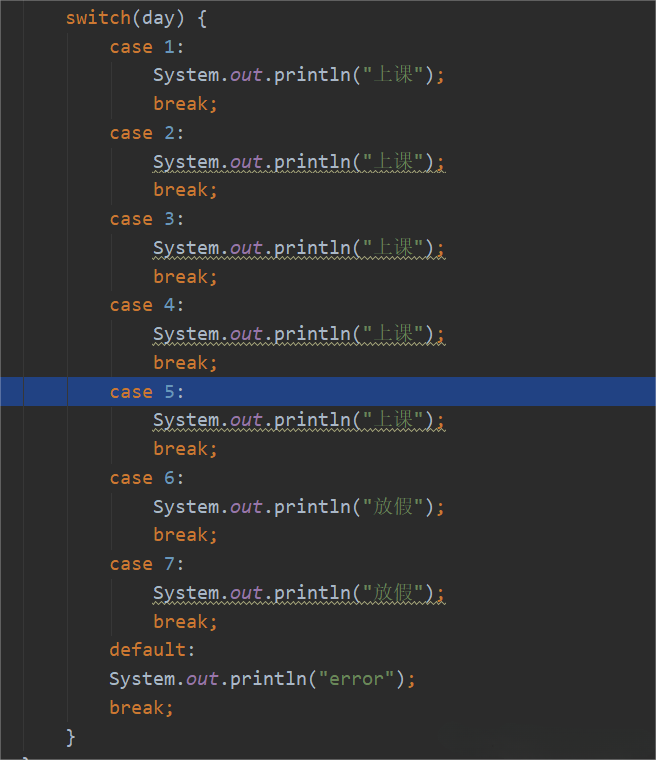 switch(day) {
case 1:
System.out.println("上课");
break;
case 2:
System.out.println("上课");
break;
case 3:
System.out.println("上课");
break;
case 4:
System.out.println("上课");
break;
case 5:
System.out.println("上课");
break;
case 6:
System.out.println("放假");
break;
case 7:
System.out.println("放假");
break;
default:
System.out.println("error");
break;
}